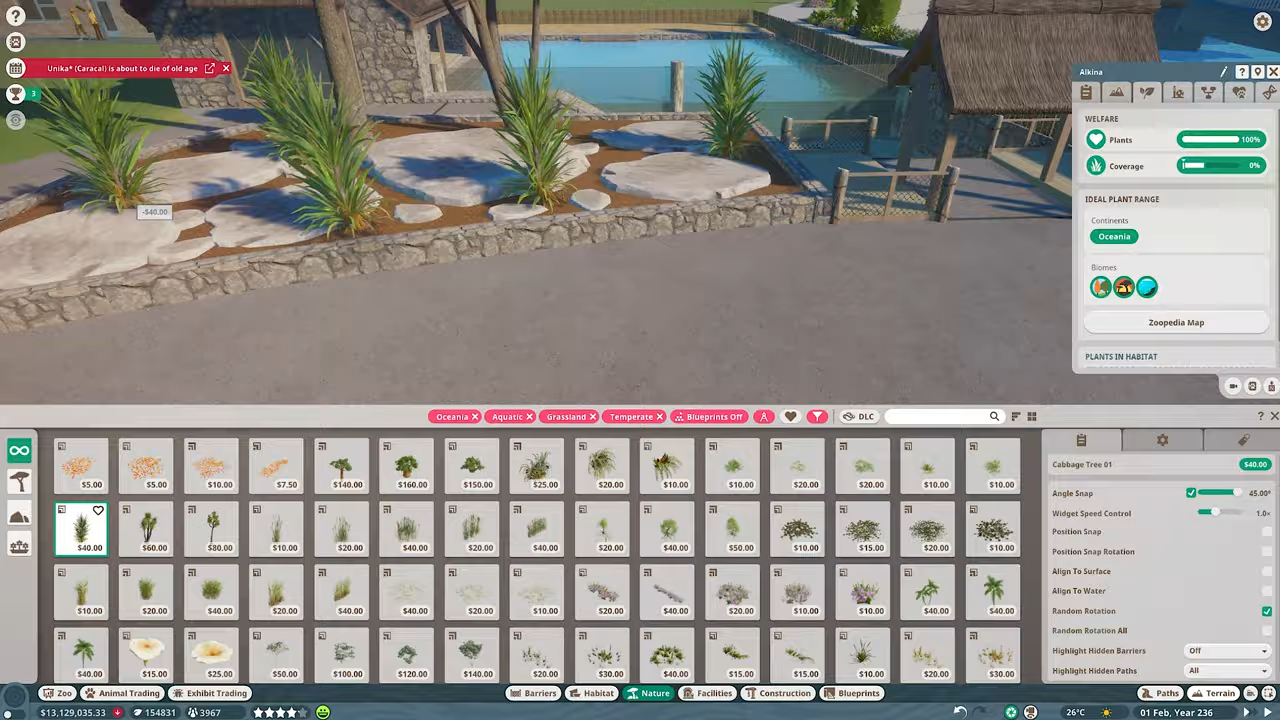 ?
Unika* (Caracal) is about to die of old age
3
-$40.00
Alkina
?
WELFARE
Plants 100%
Coverage 0%
IDEAL PLANT RANGE
Continents
Oceania
Biomes
Zoopedia Map
PLANTS IN HABITAT
Oceania Aquatic Grassland Temperate Blueprints Off DLC ?
$5.00 $5.00 $10.00 $7.50 $140.00 $160.00 $150.00 $25.00 $20.00 $10.00 $10.00 $20.00 $20.00 $10.00 $10.00
$40.00 $60.00 $80.00 $10.00 $20.00 $40.00 $20.00 $40.00 $20.00 $40.00 $50.00 $10.00 $15.00 $20.00 $10.00
$10.00 $20.00 $40.00 $20.00 $40.00 $40.00 $20.00 $10.00 $20.00 $40.00 $20.00 $10.00 $10.00 $40.00 $40.00
$40.00 $15.00 $25.00 $50.00 $100.00 $120.00 $140.00 $20.00 $30.00 $40.00 $15.00 $15.00 $10.00 $20.00 $30.00
Cabbage Tree 01 $40.00
Angle Snap 45.00°
Widget Speed Control 1.0×
Position Snap
Position Snap Rotation
Align To Surface
Align To Water
Random Rotation
Random Rotation All
Highlight Hidden Barriers Off
Highlight Hidden Paths All
Zoo Animal Trading Exhibit Trading Barriers Habitat Nature Facilities Construction Blueprints Paths Terrain
$13,129,035.33 154831 3967 26°C 01 Feb, Year 236